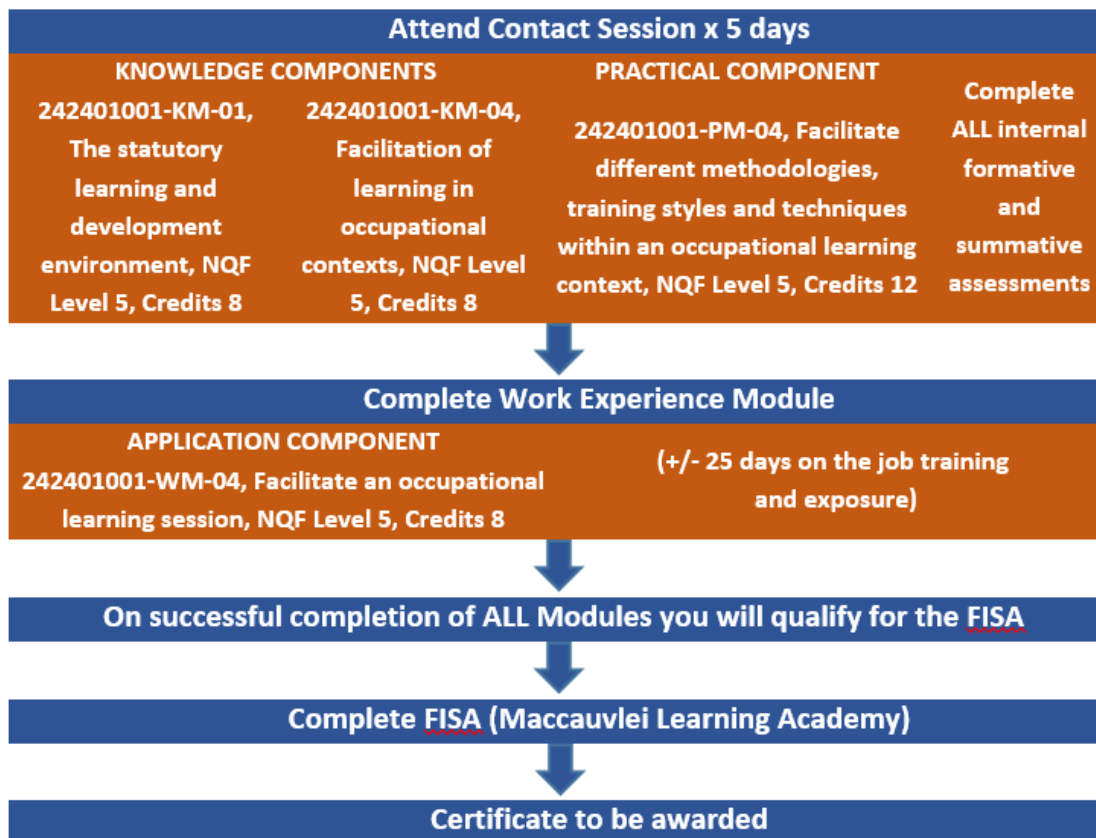 Attend Contact Session x 5 days
KNOWLEDGE COMPONENTS
242401001-KM-01,
The statutory
learning and
development
environment, NQF
Level 5, Credits 8
242401001-KM-04,
Facilitation of
learning in
occupational
contexts, NQF Level
5, Credits 8
PRACTICAL COMPONENT
242401001-PM-04, Facilitate
different methodologies,
training styles and techniques
within an occupational learning
context, NQF Level 5, Credits 12
Complete
ALL internal
formative
and
summative
assessments
Complete Work Experience Module
APPLICATION COMPONENT
242401001-WM-04, Facilitate an occupational
learning session, NQF Level 5, Credits 8
(+/- 25 days on the job training
and exposure)
On successful completion of ALL Modules you will qualify for the FISA
Complete FISA (Maccauvlei Learning Academy)
Certificate to be awarded